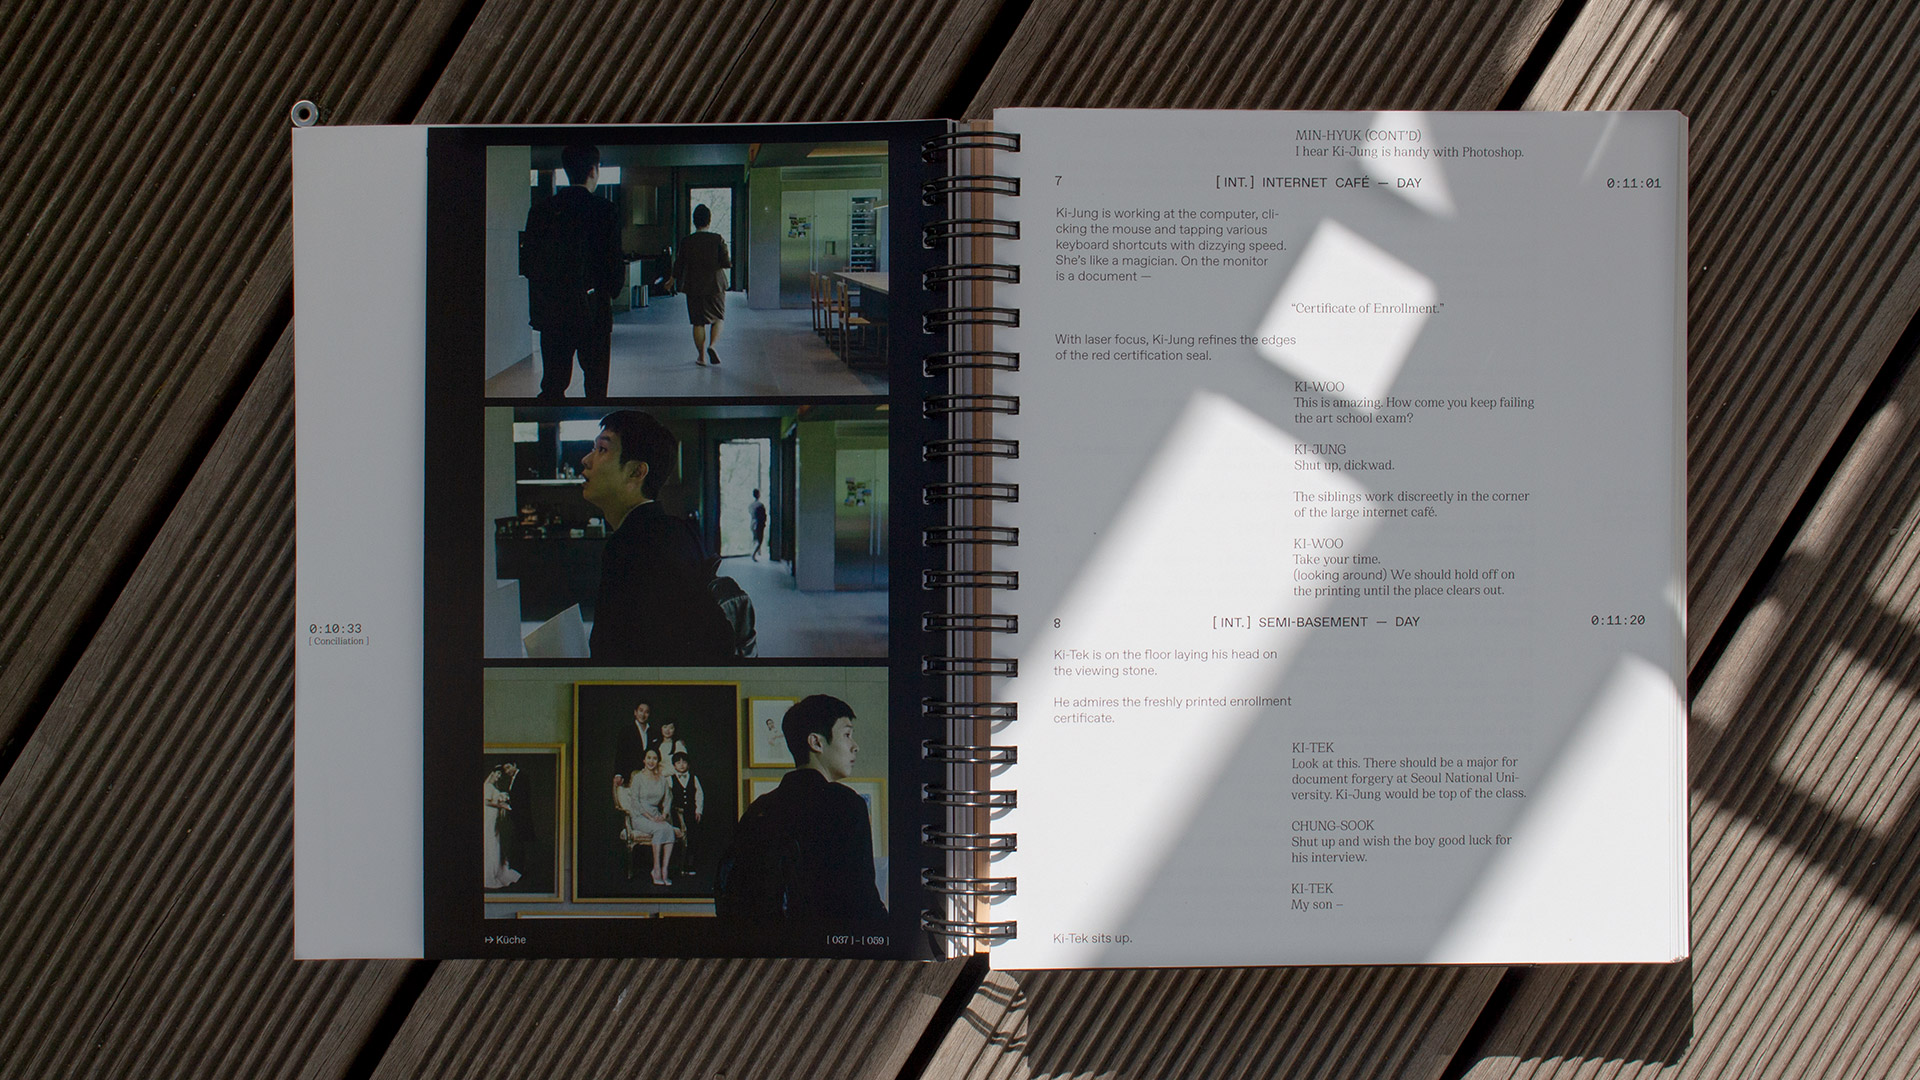 0:10:33
[ Conciliation ]
↦ Küche
[ 037 ] – [ 059 ]
MIN-HYUK (CONT'D)
I hear Ki-Jung is handy with Photoshop.
7 [ INT. ] INTERNET CAFÉ — DAY 0:11:01
Ki-Jung is working at the computer, cli-
cking the mouse and tapping various
keyboard shortcuts with dizzying speed.
She's like a magician. On the monitor
is a document —
“Certificate of Enrollment.”
With laser focus, Ki-Jung refines the edges
of the red certification seal.
KI-WOO
This is amazing. How come you keep failing
the art school exam?
KI-JUNG
Shut up, dickwad.
The siblings work discreetly in the corner
of the large internet café.
KI-WOO
Take your time.
(looking around) We should hold off on
the printing until the place clears out.
8 [ INT. ] SEMI-BASEMENT — DAY 0:11:20
Ki-Tek is on the floor laying his head on
the viewing stone.
He admires the freshly printed enrollment
certificate.
KI-TEK
Look at this. There should be a major for
document forgery at Seoul National Uni-
versity. Ki-Jung would be top of the class.
CHUNG-SOOK
Shut up and wish the boy good luck for
his interview.
KI-TEK
My son –
Ki-Tek sits up.